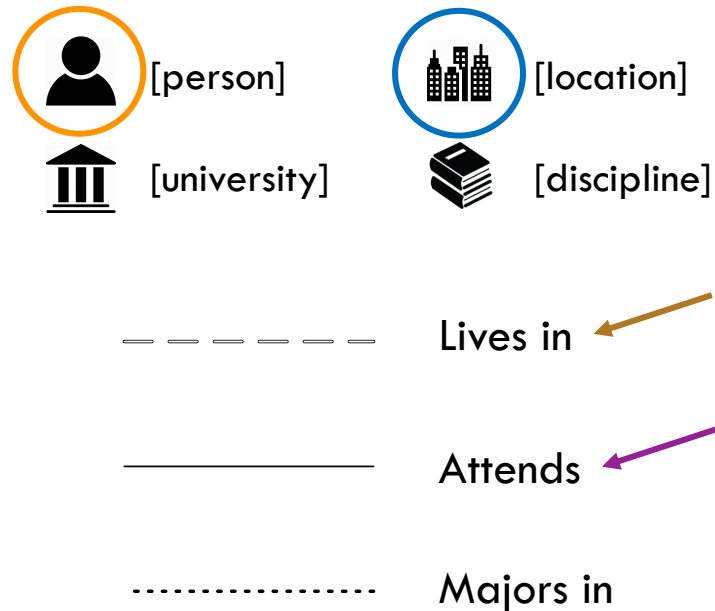 [person] [location]
[university] [discipline]
Lives in
Attends
Majors in